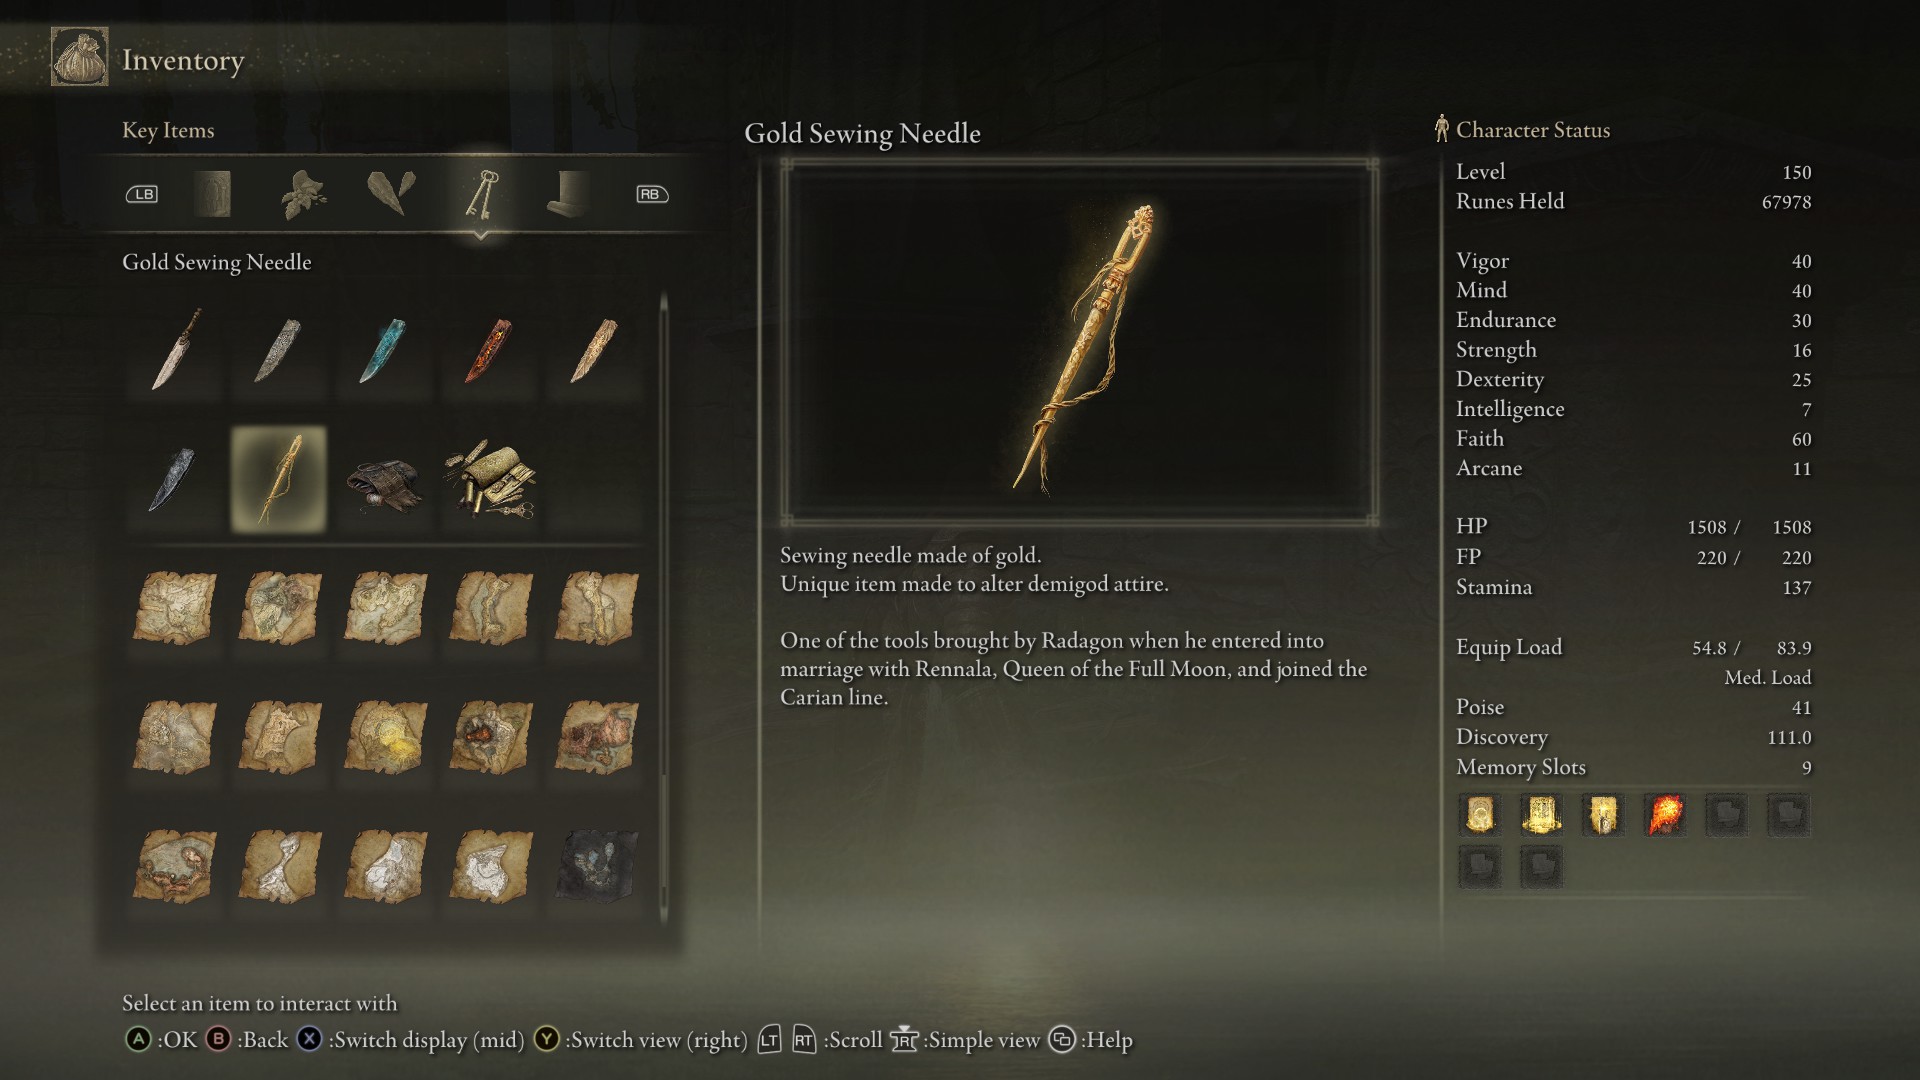 Inventory
Key Items
LB
RB
Gold Sewing Needle
Gold Sewing Needle
Sewing needle made of gold.
Unique item made to alter demigod attire.
One of the tools brought by Radagon when he entered into
marriage with Rennala, Queen of the Full Moon, and joined the
Carian line.
Character Status
Level 150
Runes Held 67978
Vigor 40
Mind 40
Endurance 30
Strength 16
Dexterity 25
Intelligence 7
Faith 60
Arcane 11
HP 1508 / 1508
FP 220 / 220
Stamina 137
Equip Load 54.8 / 83.9
Med. Load
Poise 41
Discovery 111.0
Memory Slots 9
Select an item to interact with
A :OK B :Back X :Switch display (mid) Y :Switch view (right) LT RT :Scroll R :Simple view :Help